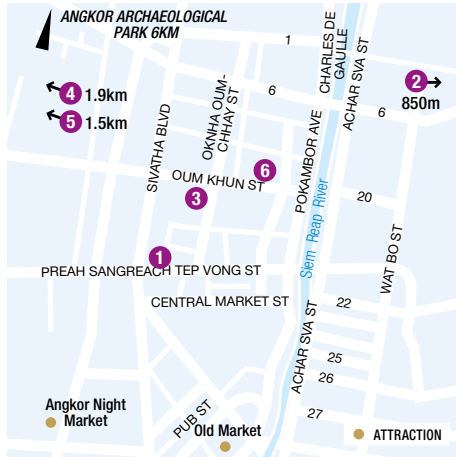 ANGKOR ARCHAEOLOGICAL
PARK 6KM
1
CHARLES DE
GAULLE
ACHAR SVA ST
2
850m
4 1.9km
5 1.5km
6
6
SIVATHA BLVD
OKNHA OUM-
CHHAY ST
POKAMBOR AVE
OUM KHUN ST
6
3
20
Siem Reap River
WAT BO ST
1
PREAH SANGREACH TEP VONG ST
CENTRAL MARKET ST
22
ACHAR SVA ST
25
26
27
Angkor Night
Market
PUB ST
Old Market
ATTRACTION